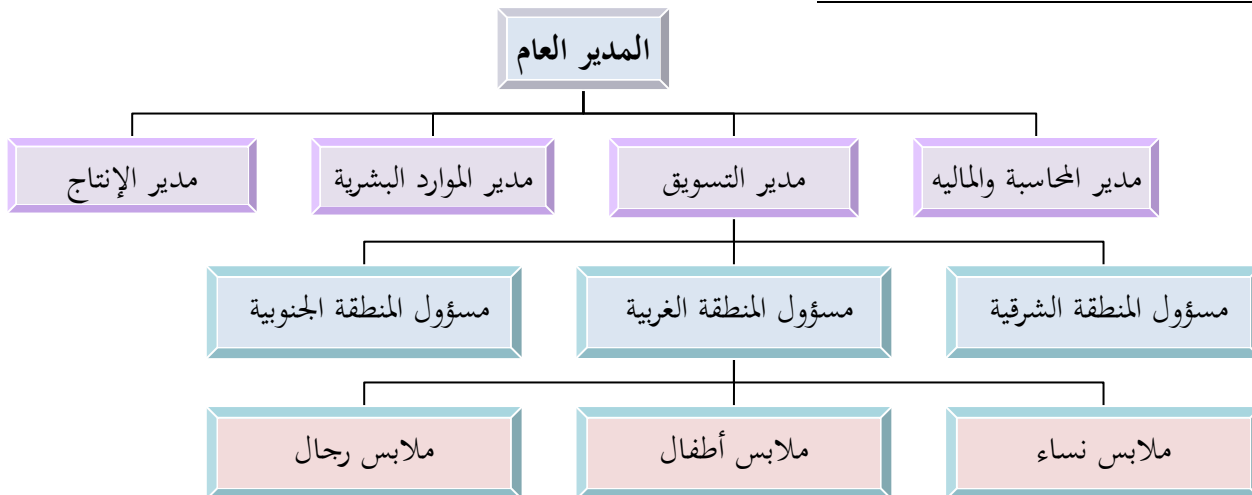 المدير العام
مدير المحاسبة والماليه
مدير التسويق
مدير الموارد البشرية
مدير الإنتاج
مسؤول المنطقة الشرقية
مسؤول المنطقة الغربية
مسؤول المنطقة الجنوبية
ملابس نساء
ملابس أطفال
ملابس رجال